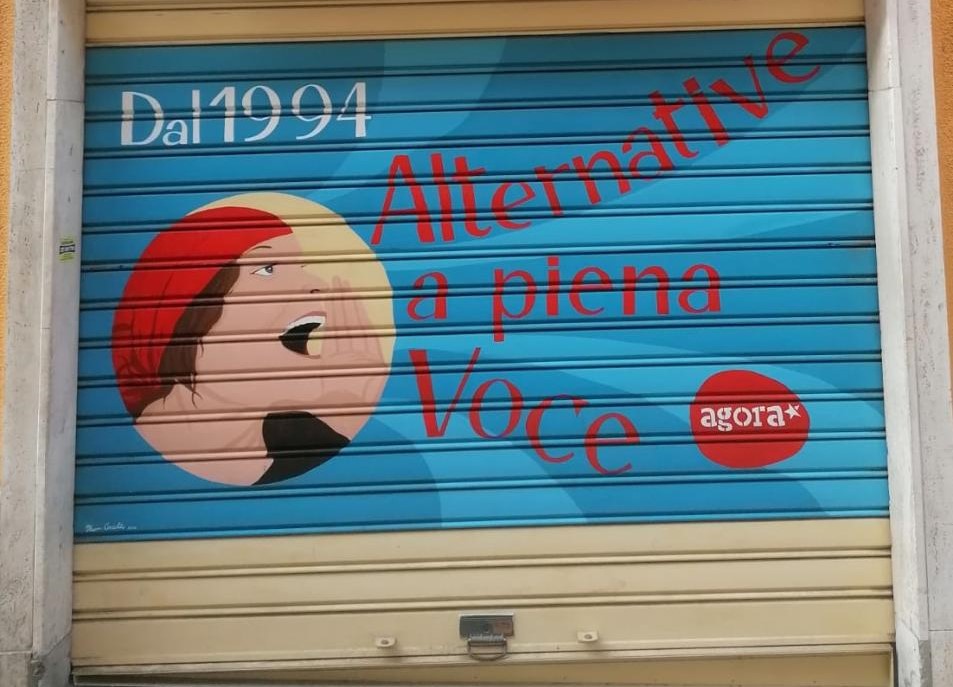 Dal 1994
Alternative
a piena
Voce
agora